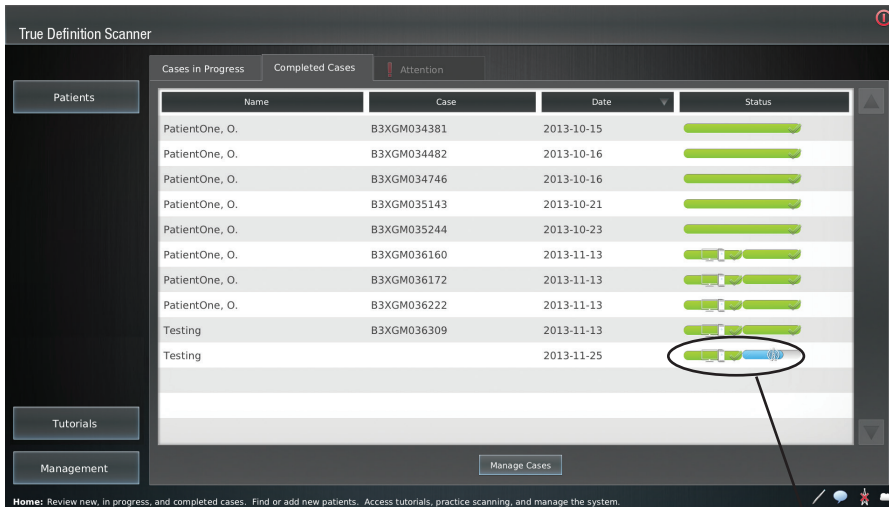 True Definition Scanner
Cases in Progress
Completed Cases
Attention
Patients
Name Case Date Status
PatientOne, O. B3XGM034381 2013-10-15
PatientOne, O. B3XGM034482 2013-10-16
PatientOne, O. B3XGM034746 2013-10-16
PatientOne, O. B3XGM035143 2013-10-21
PatientOne, O. B3XGM035244 2013-10-23
PatientOne, O. B3XGM036160 2013-11-13
PatientOne, O. B3XGM036172 2013-11-13
PatientOne, O. B3XGM036222 2013-11-13
Testing B3XGM036309 2013-11-13
Testing 2013-11-25
Tutorials
Management
Manage Cases
Home: Review new, in progress, and completed cases. Find or add new patients. Access tutorials, practice scanning, and manage the system.